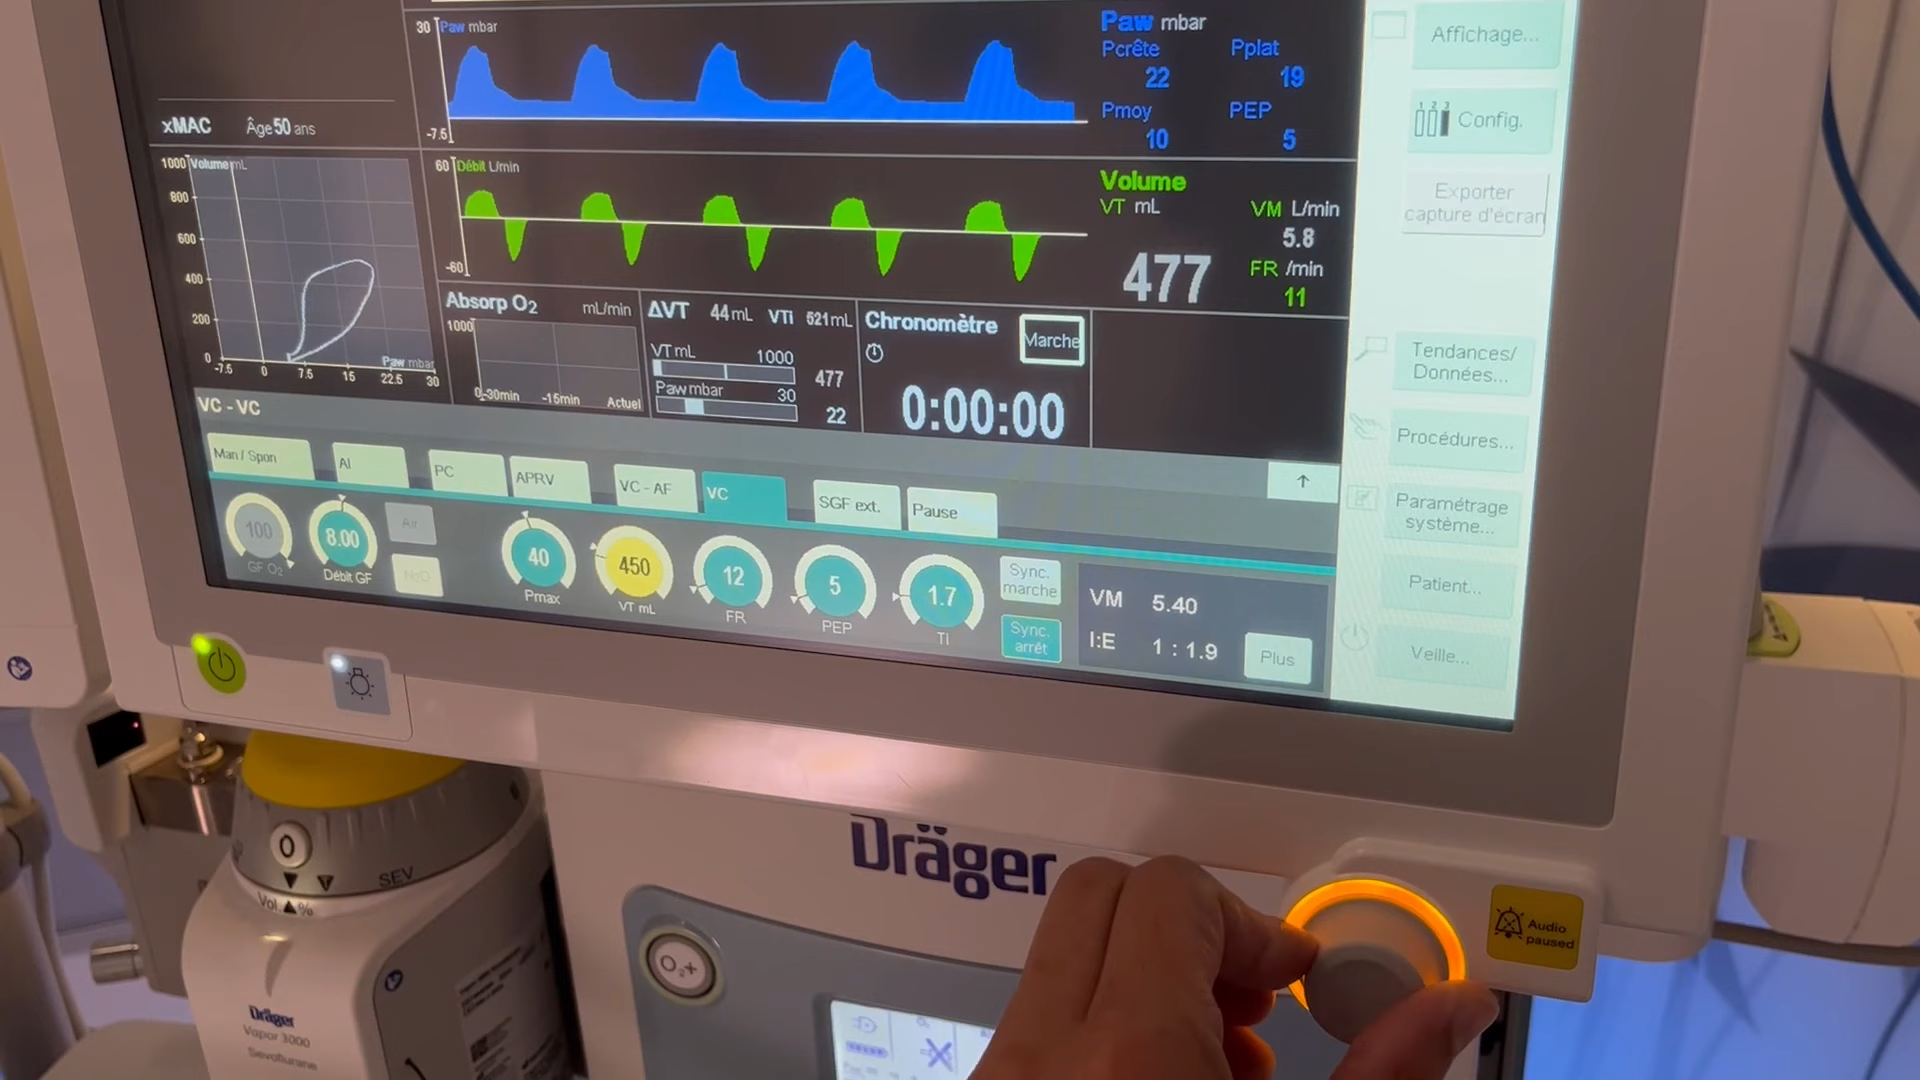 30 Paw mbar
-7.5
Paw mbar
Pcrête Pplat
22 19
Pmoy PEP
10 5
xMAC Âge 50 ans
1000 Volume mL
800
600
400
200
0
-7.5 0 7.5 15 22.5 30
Paw mbar
60 Débit L/min
-60
Volume
VT mL
477
VM L/min
5.8
FR /min
11
Absorp O2 mL/min
1000
0
-30min -15min Actuel
ΔVT 44 mL VTi 521 mL
VT mL 1000
477
Paw mbar 30
22
Chronomètre
Marche
0:00:00
VC - VC
Man / Spon
AI
PC
APRV
VC - AF
VC
SGF ext.
Pause
100
GF O2
8.00
Débit GF
Air
N2O
40
Pmax
450
VT mL
12
FR
5
PEP
1.7
Ti
Sync.
marche
Sync.
arrêt
VM 5.40
I:E 1 : 1.9
Plus
Affichage...
1 2 3
Config.
Exporter
capture d'écran
Tendances/
Données...
Procédures...
Paramétrage
système...
Patient...
Veille...
Dräger
Audio
paused
O2+
0
T
SEV
Vol.%
Dräger
Vapor 3000
Sevoflurane